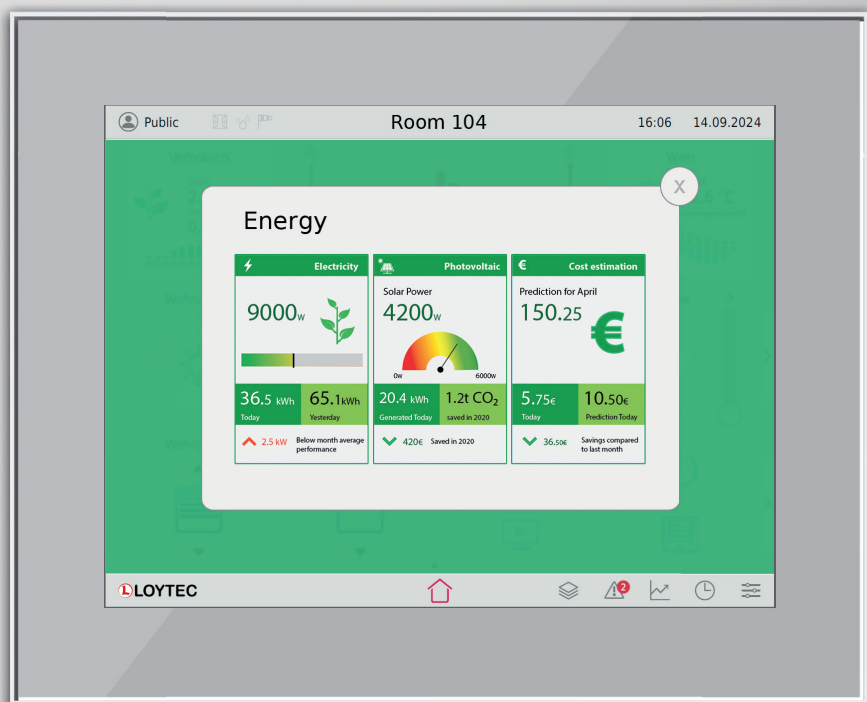 Public
Room 104
16:06 14.09.2024
Verbrauch
Wien
Energy
X
Electricity
9000w
36.5 kWh
Today
65.1kWh
Yesterday
2.5 kW
Below month average
performance
Photovoltaic
Solar Power
4200w
0w
6000w
20.4 kWh
Generated Today
1.2t CO₂
saved in 2020
420€ Saved in 2020
€ Cost estimation
Prediction for April
150.25
€
5.75€
Today
10.50€
Prediction Today
36.50€
Savings compared
to last month
LOYTEC
2